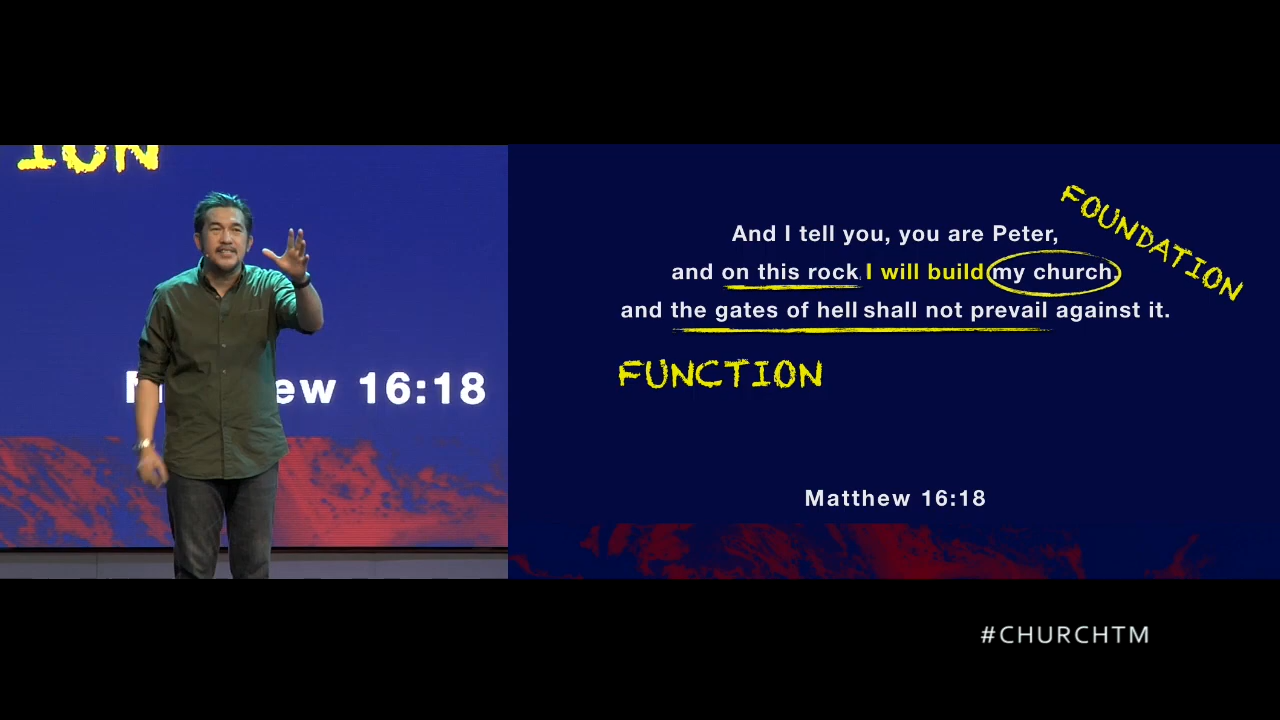 ION
Matthew 16:18
FOUNDATION
And I tell you, you are Peter,
and on this rock I will build my church,
and the gates of hell shall not prevail against it.
FUNCTION
Matthew 16:18
#CHURCHTM